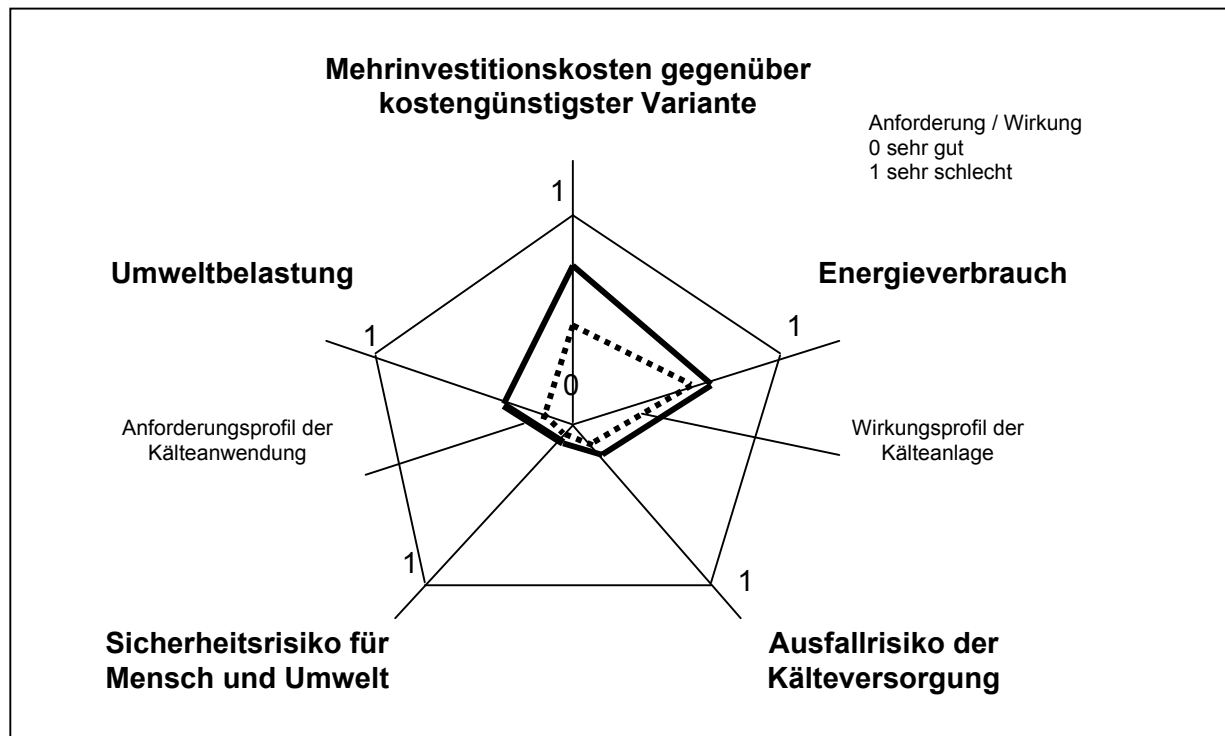 Mehrinvestitionskosten gegenüber
kostengünstigster Variante
Anforderung / Wirkung
0 sehr gut
1 sehr schlecht
1
Umweltbelastung
Energieverbrauch
1
1
0
Anforderungsprofil der
Kälteanwendung
Wirkungsprofil der
Kälteanlage
1
1
Sicherheitsrisiko für
Mensch und Umwelt
Ausfallrisiko der
Kälteversorgung